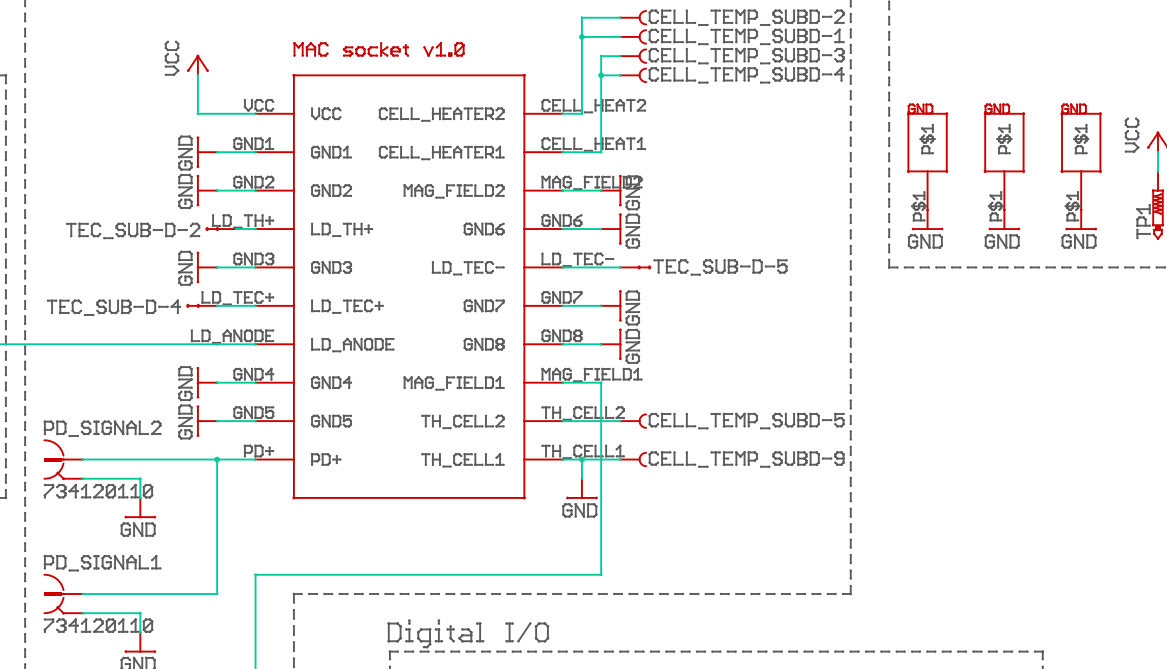 CELL_TEMP_SUBD-2
CELL_TEMP_SUBD-1
CELL_TEMP_SUBD-3
CELL_TEMP_SUBD-4
MAC socket v1.0
VCC
VCC VCC CELL_HEATER2 CELL_HEAT2
GND GND1 GND1 CELL_HEATER1 CELL_HEAT1
GND GND2 GND2 MAG_FIELD2 MAG_FIELD2 GND
TEC_SUB-D-2 LD_TH+ LD_TH+ GND6 GND6 GND
GND GND3 GND3 LD_TEC- LD_TEC- TEC_SUB-D-5
TEC_SUB-D-4 LD_TEC+ LD_TEC+ GND7 GND7 GND
LD_ANODE LD_ANODE GND8 GND8 GND
GND GND4 GND4 MAG_FIELD1 MAG_FIELD1
GND GND5 GND5 TH_CELL2 TH_CELL2 CELL_TEMP_SUBD-5
PD+ PD+ TH_CELL1 TH_CELL1 CELL_TEMP_SUBD-9
GND
PD_SIGNAL2
734120110
GND
PD_SIGNAL1
734120110
GND
GND GND GND
P$1 P$1 P$1
P$1 P$1 P$1
GND GND GND
VCC
TP1
Digital I/O